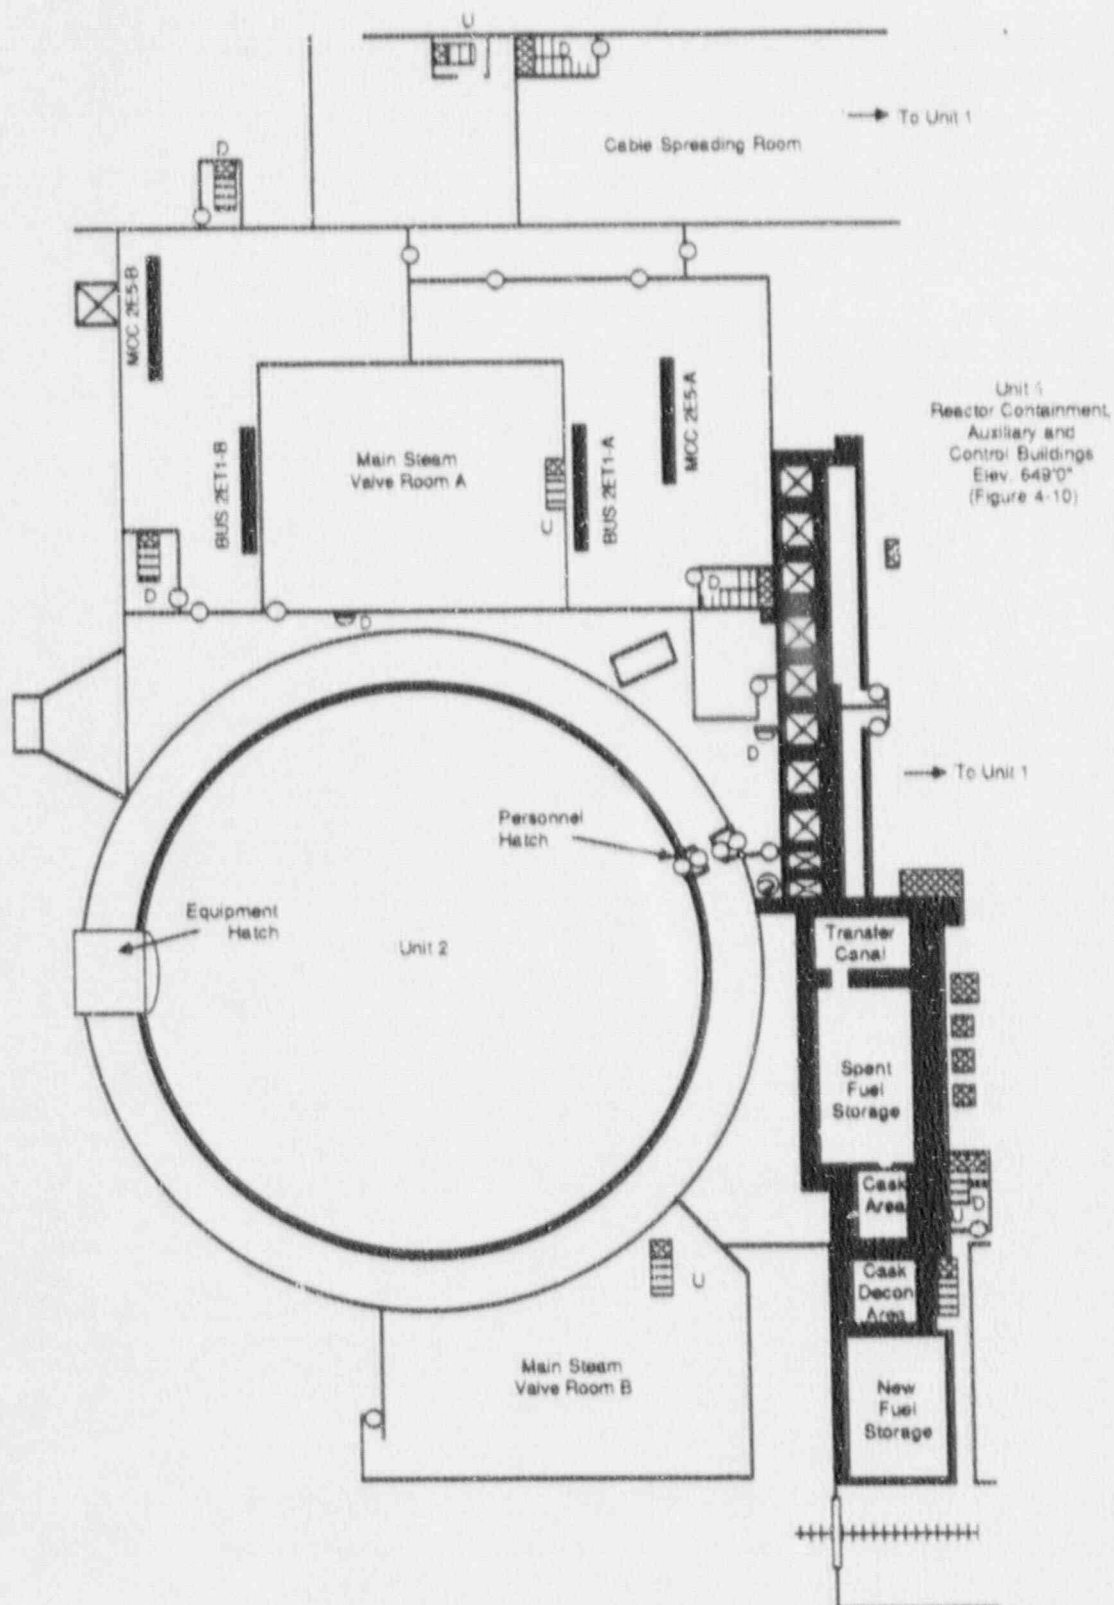 U
D
To Unit 1
Cable Spreading Room
D
MCC 2E5-B
MCC 2E5-A
Unit
Reactor Containment,
Auxiliary and
Control Buildings
Elev. 649'0"
(Figure 4-10)
BUS 2ET1-B
Main Steam
Valve Room A
BUS 2ET1-A
U
D
D
D
D
To Unit 1
Personnel
Hatch
Equipment
Hatch
Unit 2
Transfer
Canal
Spent
Fuel
Storage
Cask
Area
U
D
U
Cask
Decon
Area
Main Steam
Valve Room B
New
Fuel
Storage